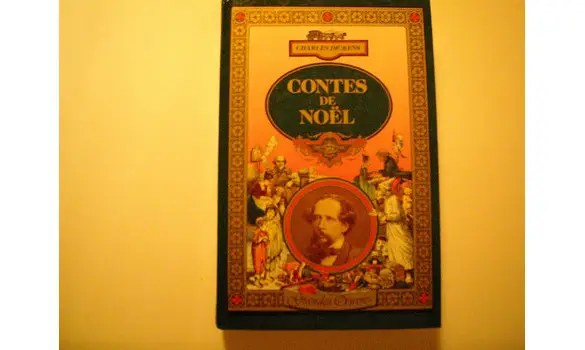 CHARLES DICKENS
CONTES
DE
NOËL